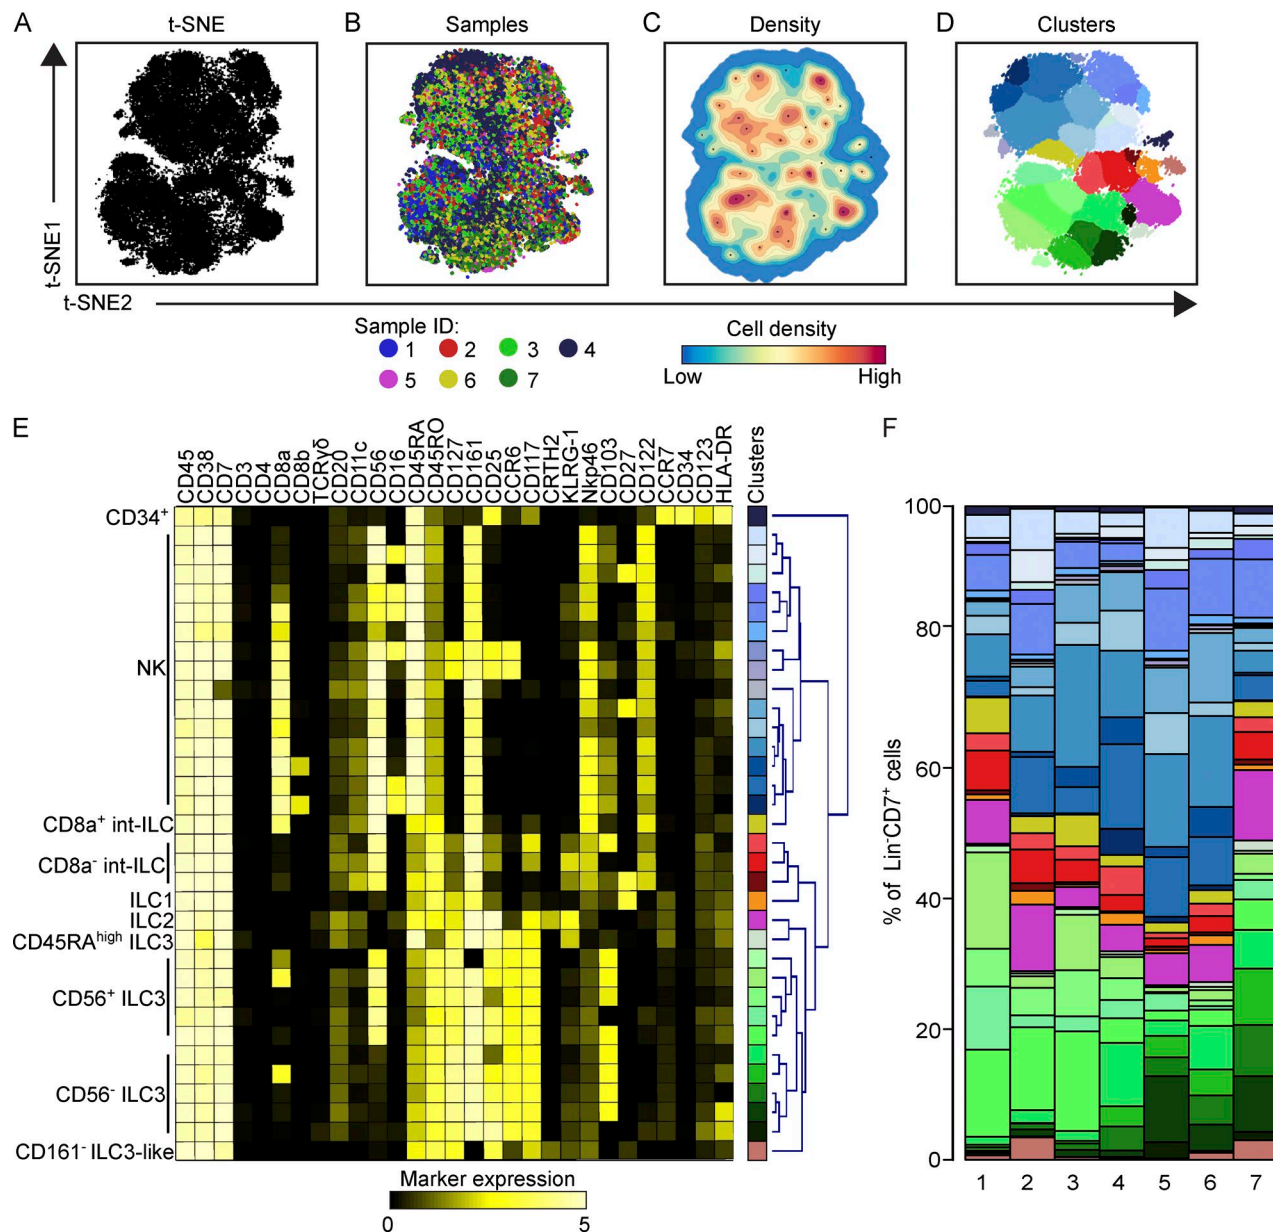 A t-SNE
B Samples
C Density
D Clusters
t-SNE1
t-SNE2
Sample ID:
1 2 3 4
5 6 7
Cell density
Low High
E
CD45
CD38
CD7
CD3
CD4
CD8a
CD8b
TCRγδ
CD20
CD11c
CD56
CD16
CD45RA
CD45RO
CD127
CD161
CD25
CCR6
CD117
CRTH2
KLRG-1
Nkp46
CD103
CD27
CD122
CCR7
CD34
CD123
HLA-DR
Clusters
CD34⁺
NK
CD8a⁺ int-ILC
CD8a⁻ int-ILC
ILC1
ILC2
CD45RAʰⁱᵍʰ ILC3
CD56⁺ ILC3
CD56⁻ ILC3
CD161⁻ ILC3-like
Marker expression
0 5
F
% of Lin⁻CD7⁺ cells
100
80
60
40
20
0
1 2 3 4 5 6 7